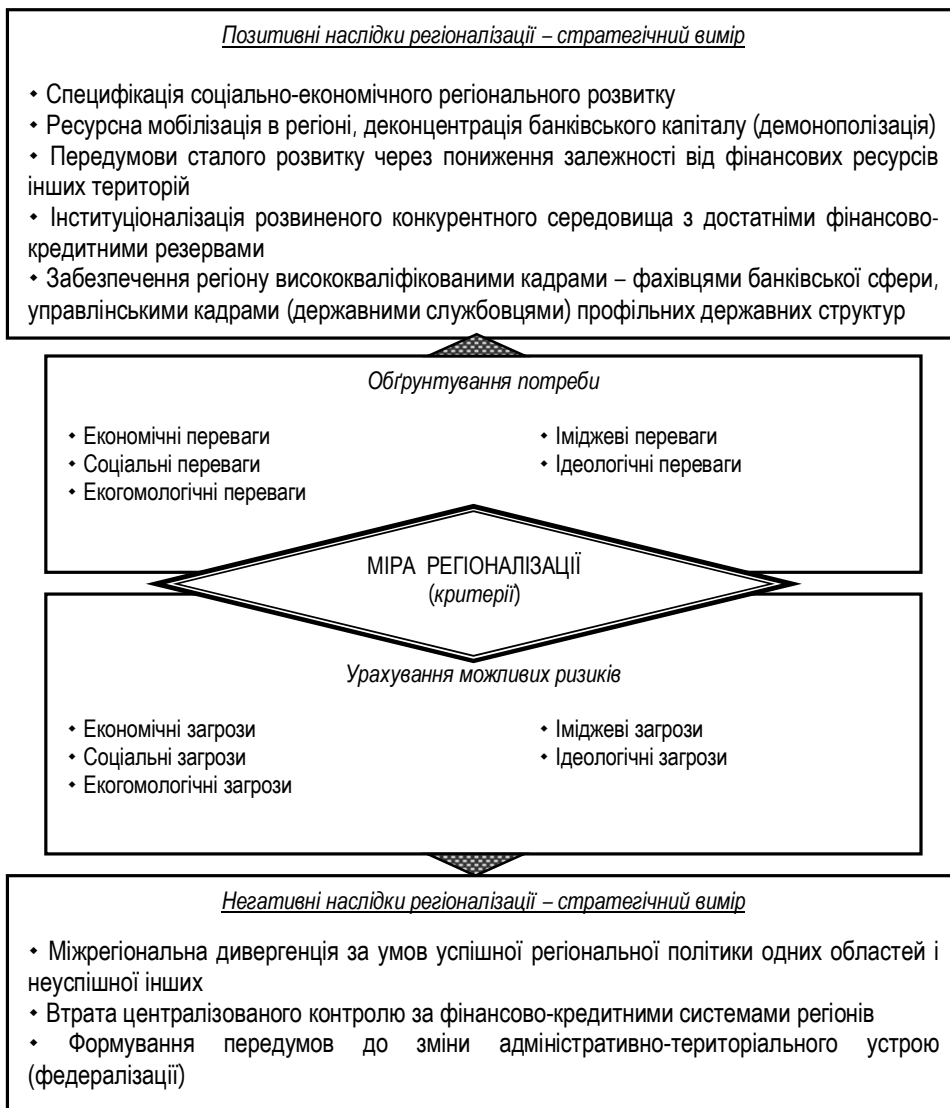 Позитивні наслідки регіоналізації – стратегічний вимір
• Специфікація соціально-економічного регіонального розвитку
• Ресурсна мобілізація в регіоні, деконцентрація банківського капіталу (демонополізація)
• Передумови сталого розвитку через пониження залежності від фінансових ресурсів
інших територій
• Інституціоналізація розвиненого конкурентного середовища з достатніми фінансово-
кредитними резервами
• Забезпечення регіону висококваліфікованими кадрами – фахівцями банківської сфери,
управлінськими кадрами (державними службовцями) профільних державних структур
Обґрунтування потреби
• Економічні переваги
• Соціальні переваги
• Екогомологічні переваги
• Іміджеві переваги
• Ідеологічні переваги
МІРА РЕГІОНАЛІЗАЦІЇ
(критерії)
Урахування можливих ризиків
• Економічні загрози
• Соціальні загрози
• Екогомологічні загрози
• Іміджеві загрози
• Ідеологічні загрози
Негативні наслідки регіоналізації – стратегічний вимір
• Міжрегіональна дивергенція за умов успішної регіональної політики одних областей і
неуспішної інших
• Втрата централізованого контролю за фінансово-кредитними системами регіонів
• Формування передумов до зміни адміністративно-територіального устрою
(федералізації)